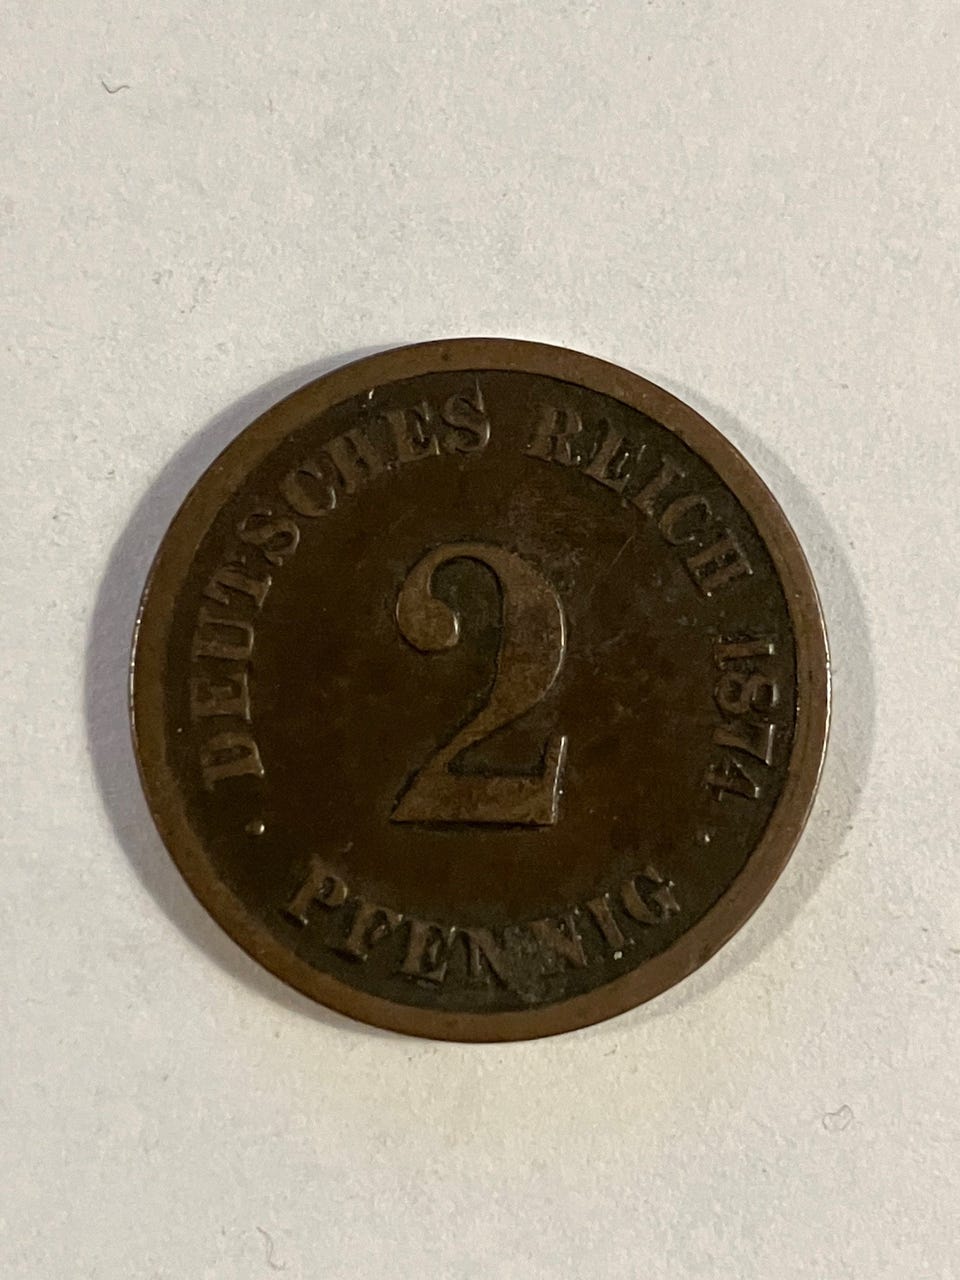 DEUTSCHES REICH 1874
2
PFENNIG